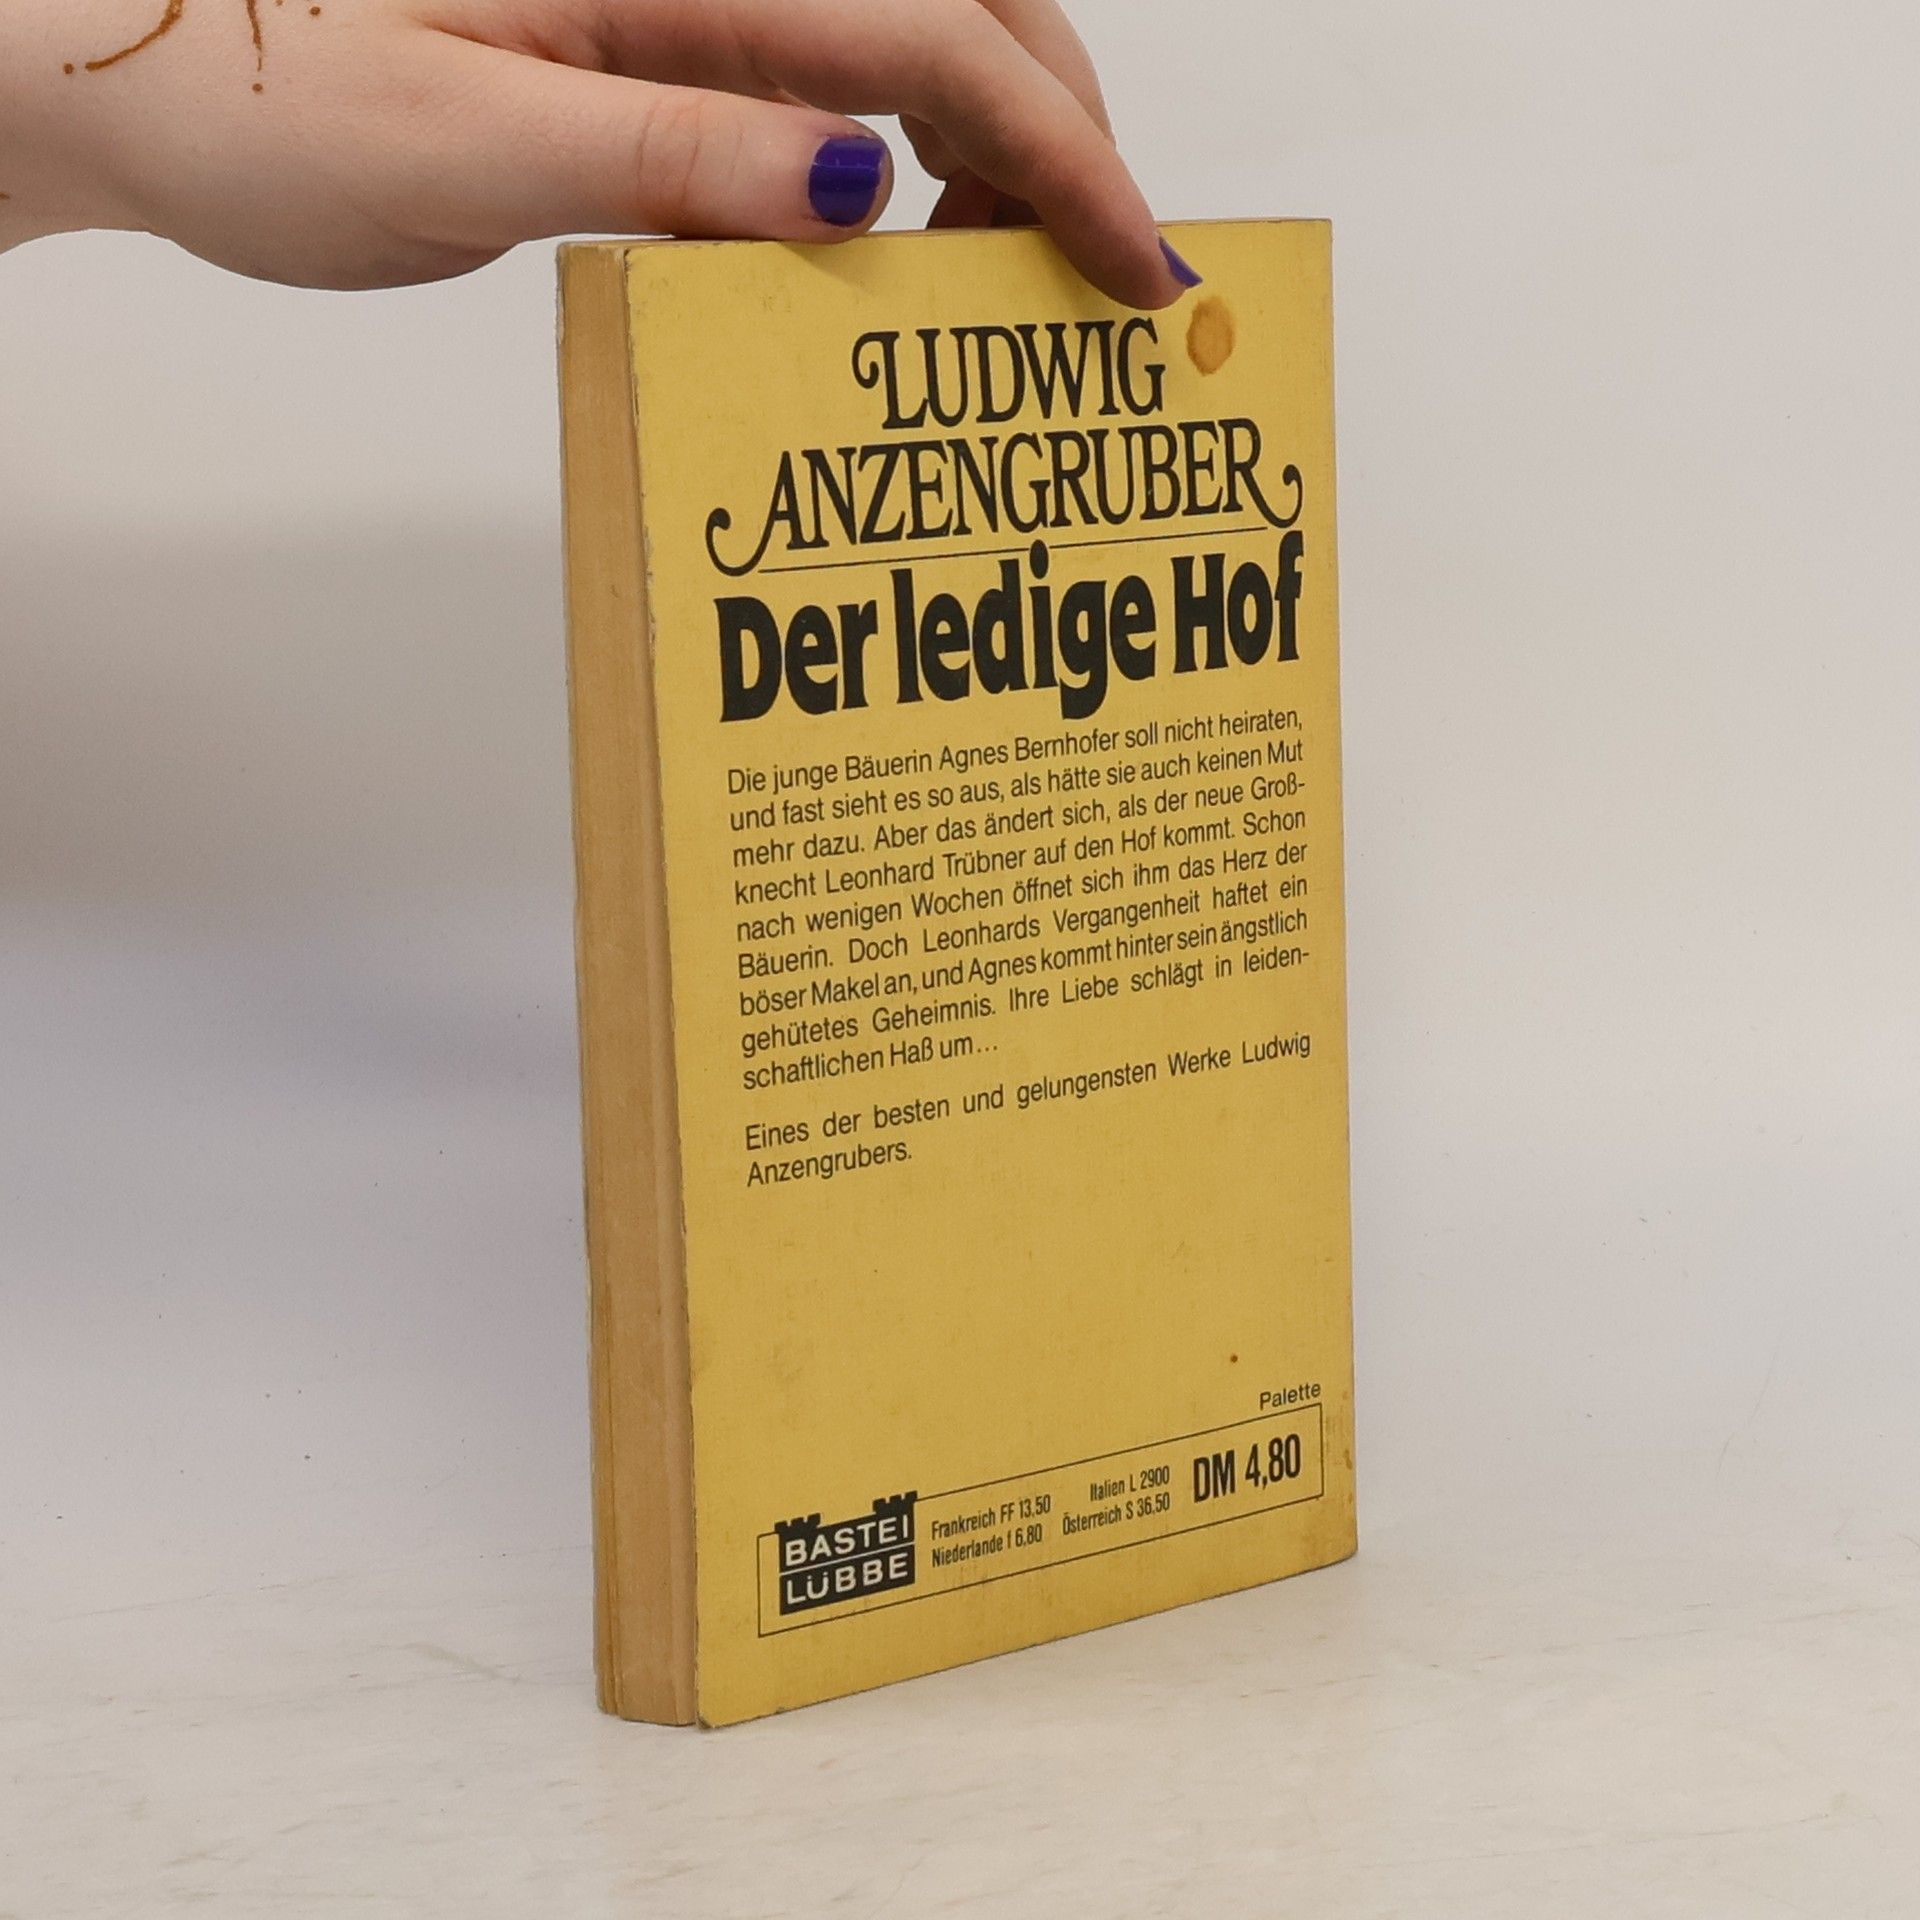 LUDWIG
ANZENGRUBER
Der ledige Hof
Die junge Bäuerin Agnes Bernhofer soll nicht heiraten,
und fast sieht es so aus, als hätte sie auch keinen Mut
mehr dazu. Aber das ändert sich, als der neue Groß-
knecht Leonhard Trübner auf den Hof kommt. Schon
nach wenigen Wochen öffnet sich ihm das Herz der
Bäuerin. Doch Leonhards Vergangenheit haftet ein
böser Makel an, und Agnes kommt hinter sein ängstlich
gehütetes Geheimnis. Ihre Liebe schlägt in leiden-
schaftlichen Haß um...
Eines der besten und gelungensten Werke Ludwig
Anzengrubers.
Palette
BASTEI
LÜBBE
Frankreich FF 13,50
Niederlande f 6,80
Italien L 2900
Österreich S 36,50
DM 4,80